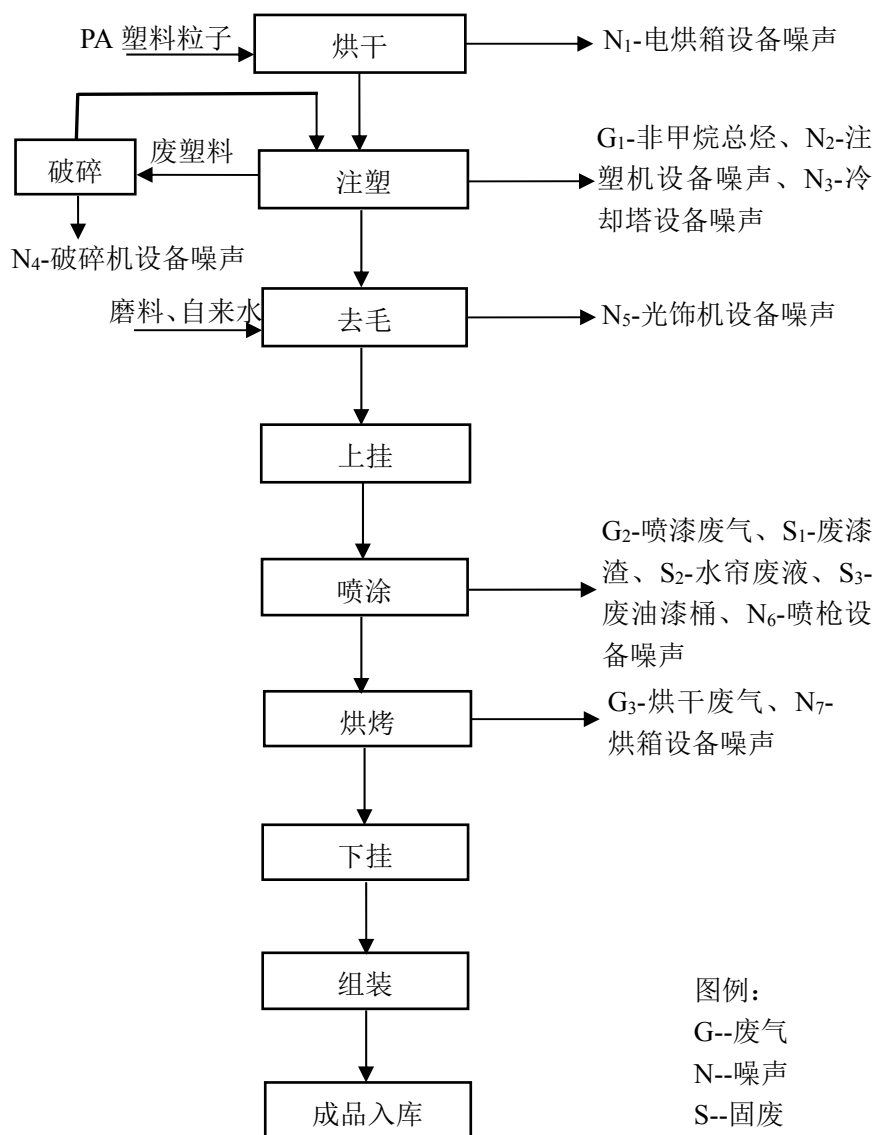 PA 塑料粒子
烘干
N₁-电烘箱设备噪声
破碎
废塑料
注塑
G₁-非甲烷总烃、N₂-注
塑机设备噪声、N₃-冷
却塔设备噪声
N₄-破碎机设备噪声
磨料、自来水
去毛
N₅-光饰机设备噪声
上挂
喷涂
G₂-喷漆废气、S₁-废漆
渣、S₂-水帘废液、S₃-
废油漆桶、N₆-喷枪设
备噪声
烘烤
G₃-烘干废气、N₇-
烘箱设备噪声
下挂
组装
成品入库
图例：
G--废气
N--噪声
S--固废